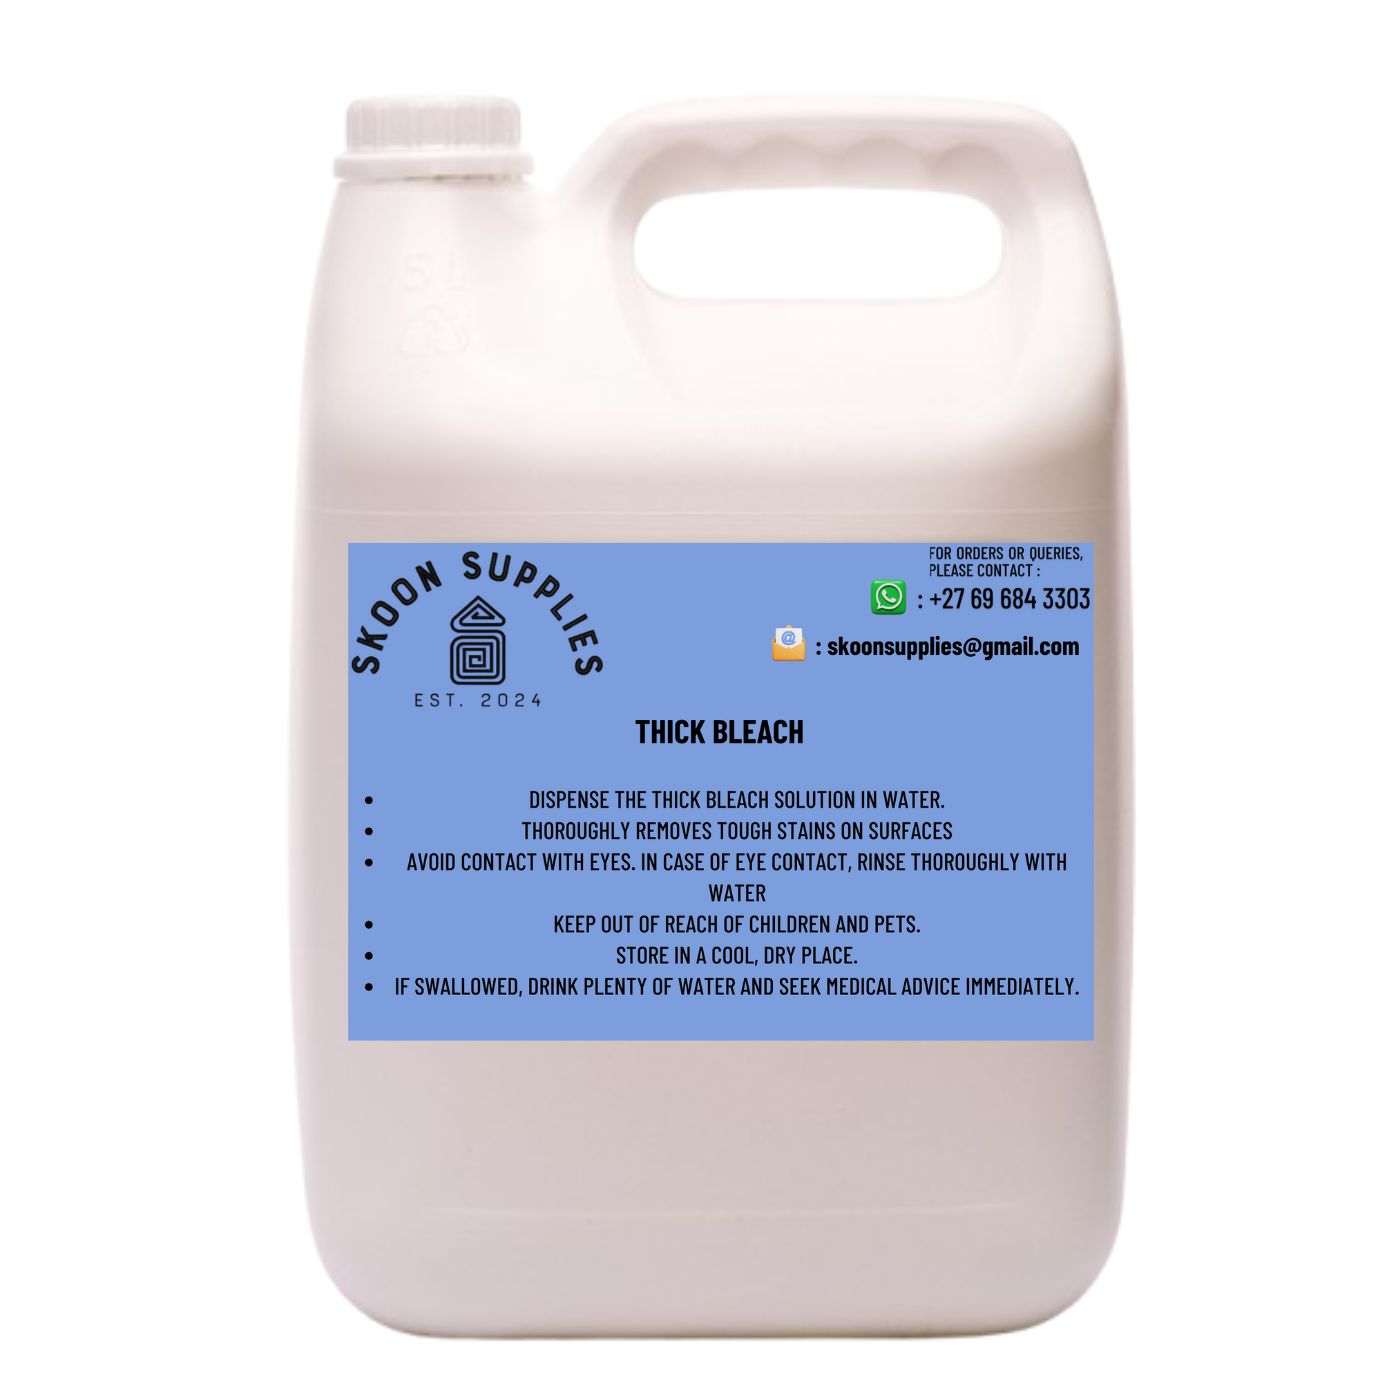 5 L
SKOON SUPPLIES
EST. 2024
FOR ORDERS OR QUERIES,
PLEASE CONTACT :
: +27 69 684 3303
@ : skoonsupplies@gmail.com
THICK BLEACH
• DISPENSE THE THICK BLEACH SOLUTION IN WATER.
• THOROUGHLY REMOVES TOUGH STAINS ON SURFACES
• AVOID CONTACT WITH EYES. IN CASE OF EYE CONTACT, RINSE THOROUGHLY WITH
WATER
• KEEP OUT OF REACH OF CHILDREN AND PETS.
• STORE IN A COOL, DRY PLACE.
• IF SWALLOWED, DRINK PLENTY OF WATER AND SEEK MEDICAL ADVICE IMMEDIATELY.